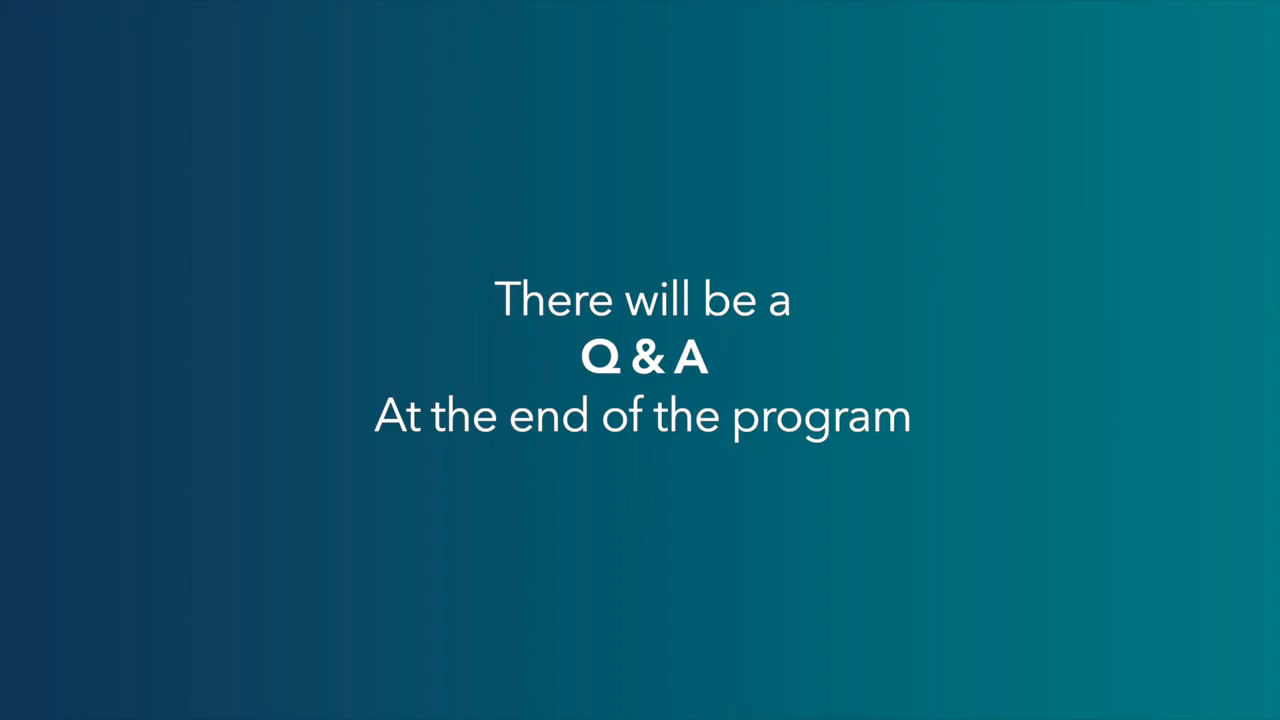 There will be a
Q & A
At the end of the program